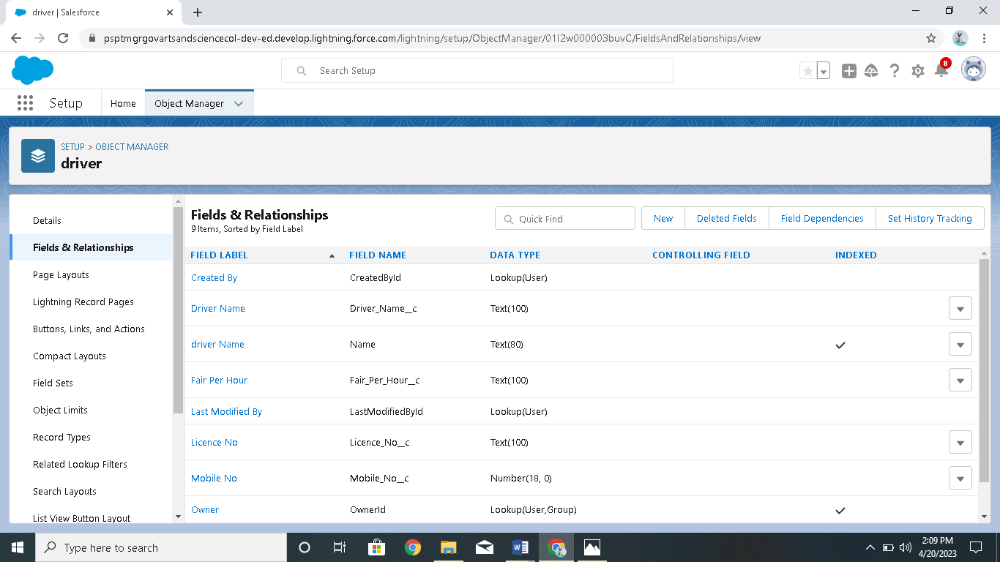 driver | Salesforce
psptmgrgovartsandsciencecol-dev-ed.develop.lightning.force.com/lightning/setup/ObjectManager/01I2w000003buvC/FieldsAndRelationships/view
Search Setup
8
Setup
Home
Object Manager
SETUP > OBJECT MANAGER
driver
Details
Fields & Relationships
Page Layouts
Lightning Record Pages
Buttons, Links, and Actions
Compact Layouts
Field Sets
Object Limits
Record Types
Related Lookup Filters
Search Layouts
List View Button Layout
Fields & Relationships
9 Items, Sorted by Field Label
Quick Find
New
Deleted Fields
Field Dependencies
Set History Tracking
FIELD LABEL FIELD NAME DATA TYPE CONTROLLING FIELD INDEXED
Created By CreatedById Lookup(User)
Driver Name Driver_Name__c Text(100)
driver Name Name Text(80)
Fair Per Hour Fair_Per_Hour__c Text(100)
Last Modified By LastModifiedById Lookup(User)
Licence No Licence_No__c Text(100)
Mobile No Mobile_No__c Number(18, 0)
Owner OwnerId Lookup(User,Group)
Type here to search
2:09 PM
4/20/2023